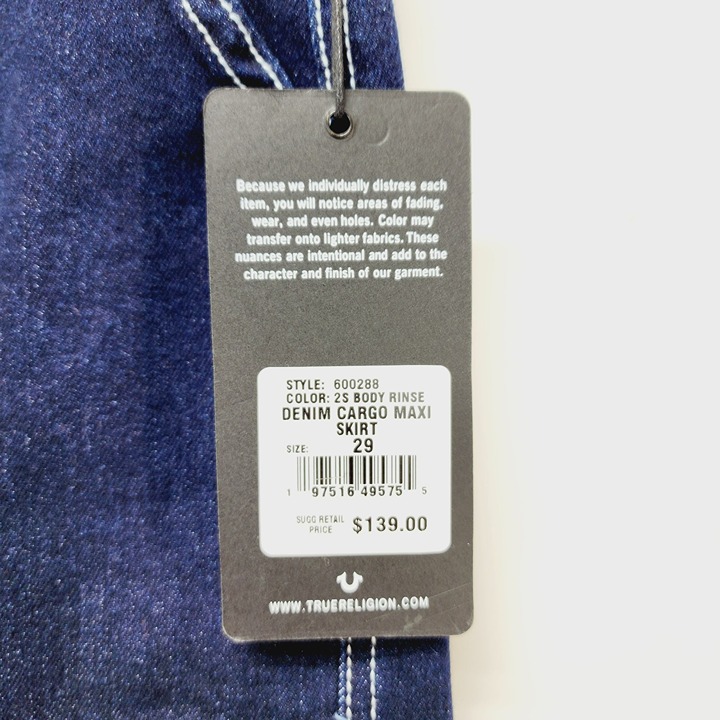 Because we individually distress each
item, you will notice areas of fading,
wear, and even holes. Color may
transfer onto lighter fabrics. These
nuances are intentional and add to the
character and finish of our garment.
STYLE: 600288
COLOR: 2S BODY RINSE
DENIM CARGO MAXI
SKIRT
SIZE: 29
1 97516 49575 5
SUGG RETAIL
PRICE $139.00
WWW.TRUERELIGION.COM